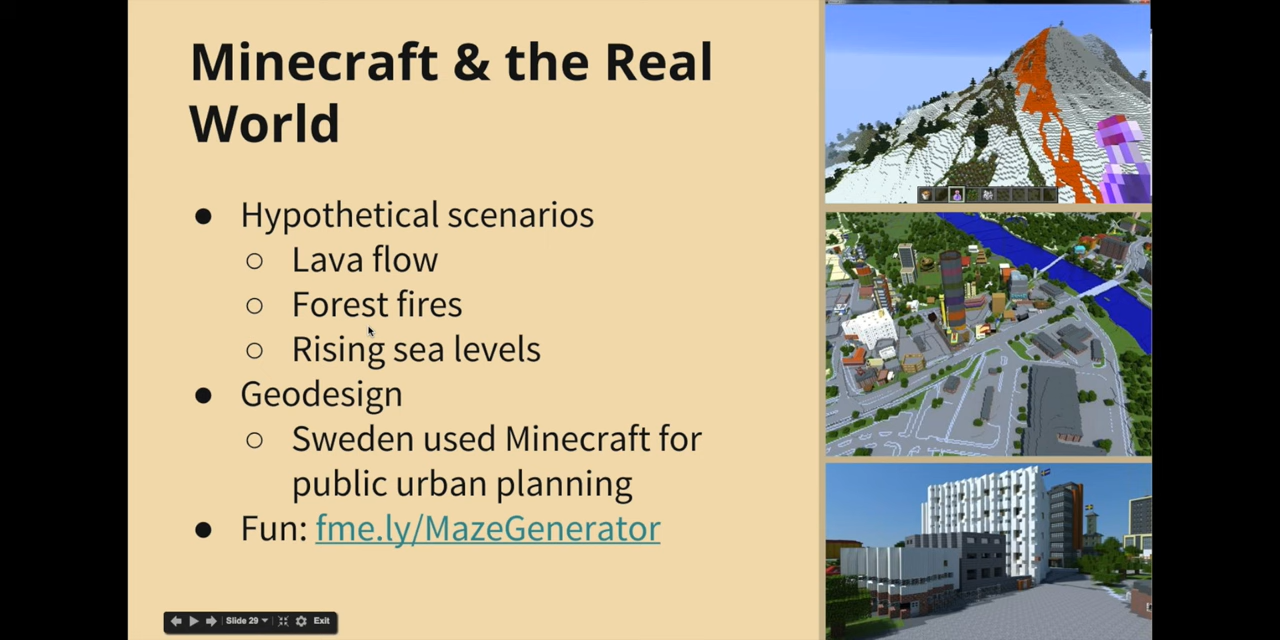 Minecraft & the Real
World
● Hypothetical scenarios
○ Lava flow
○ Forest fires
○ Rising sea levels
● Geodesign
○ Sweden used Minecraft for
public urban planning
● Fun: fme.ly/MazeGenerator
Slide 29
Exit